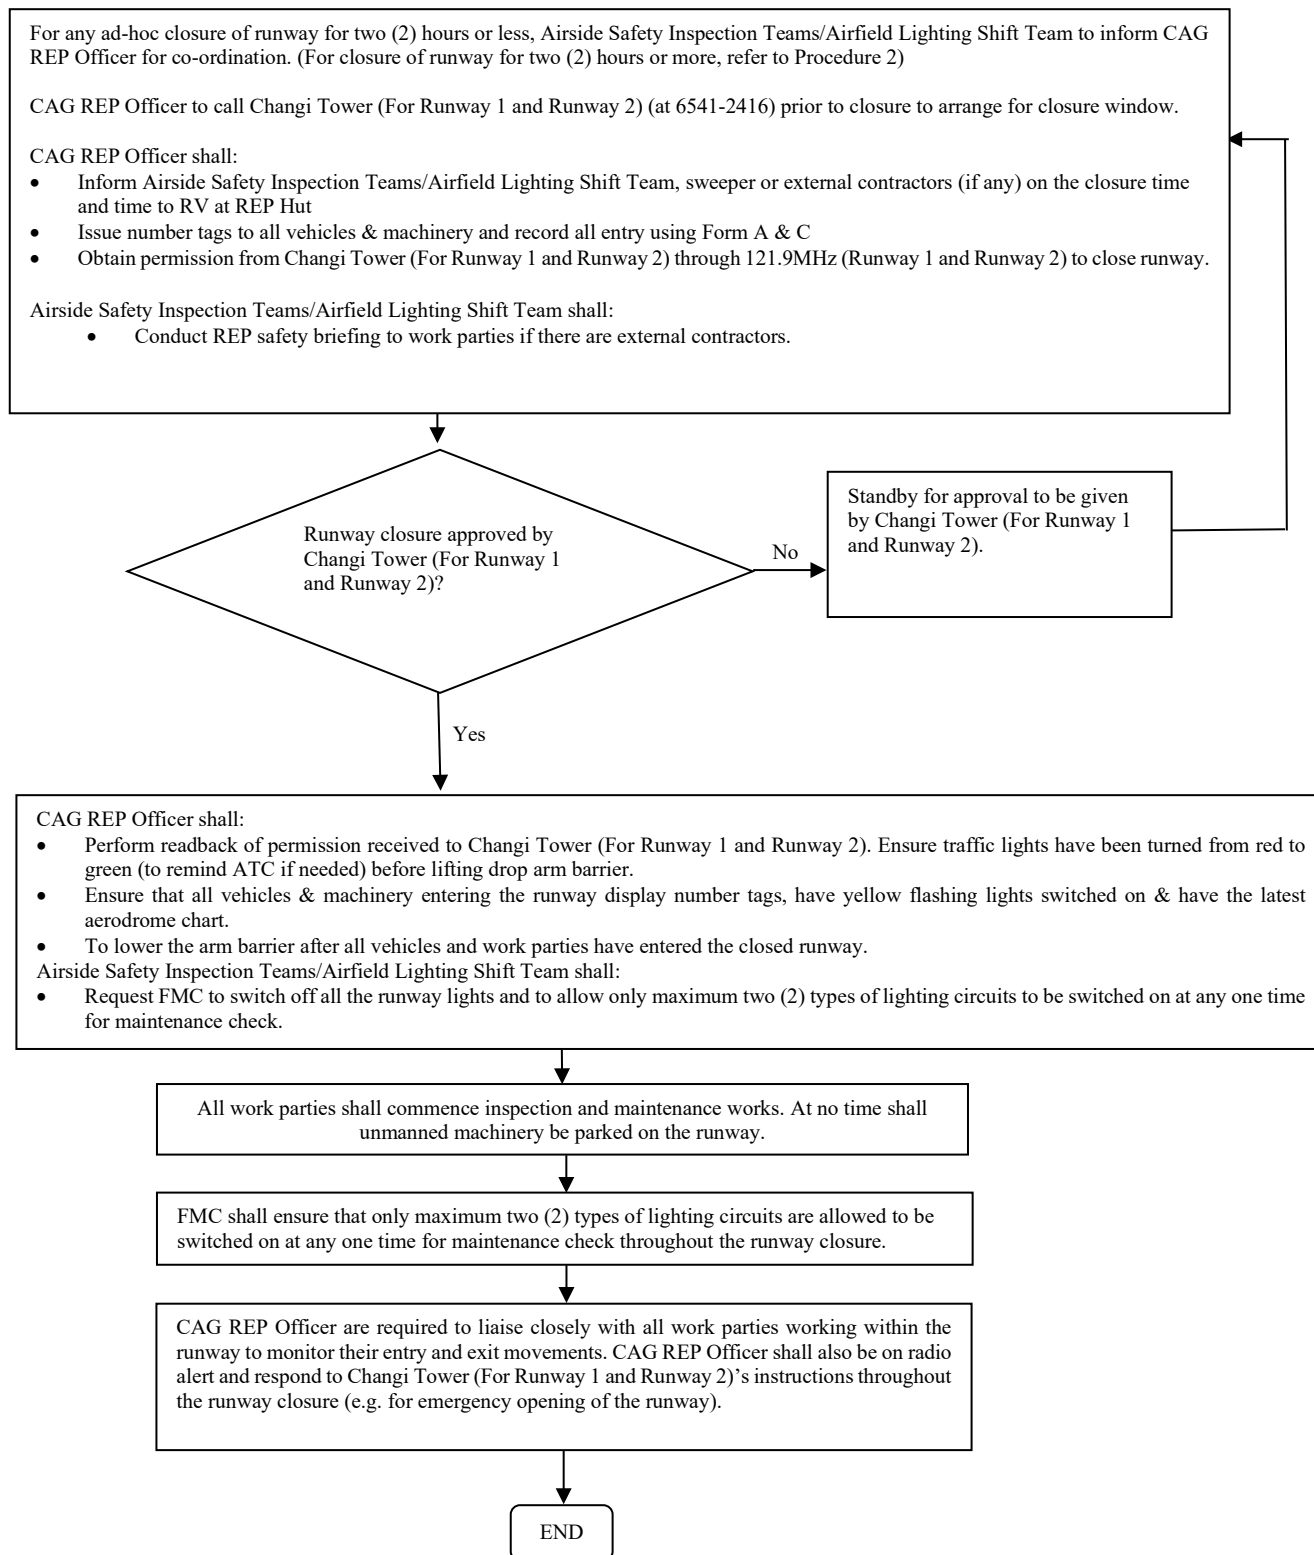 For any ad-hoc closure of runway for two (2) hours or less, Airside Safety Inspection Teams/Airfield Lighting Shift Team to inform CAG
REP Officer for co-ordination. (For closure of runway for two (2) hours or more, refer to Procedure 2)
CAG REP Officer to call Changi Tower (For Runway 1 and Runway 2) (at 6541-2416) prior to closure to arrange for closure window.
CAG REP Officer shall:
• Inform Airside Safety Inspection Teams/Airfield Lighting Shift Team, sweeper or external contractors (if any) on the closure time
and time to RV at REP Hut
• Issue number tags to all vehicles & machinery and record all entry using Form A & C
• Obtain permission from Changi Tower (For Runway 1 and Runway 2) through 121.9MHz (Runway 1 and Runway 2) to close runway.
Airside Safety Inspection Teams/Airfield Lighting Shift Team shall:
• Conduct REP safety briefing to work parties if there are external contractors.
Runway closure approved by
Changi Tower (For Runway 1
and Runway 2)?
No
Standby for approval to be given
by Changi Tower (For Runway 1
and Runway 2).
Yes
CAG REP Officer shall:
• Perform readback of permission received to Changi Tower (For Runway 1 and Runway 2). Ensure traffic lights have been turned from red to
green (to remind ATC if needed) before lifting drop arm barrier.
• Ensure that all vehicles & machinery entering the runway display number tags, have yellow flashing lights switched on & have the latest
aerodrome chart.
• To lower the arm barrier after all vehicles and work parties have entered the closed runway.
Airside Safety Inspection Teams/Airfield Lighting Shift Team shall:
• Request FMC to switch off all the runway lights and to allow only maximum two (2) types of lighting circuits to be switched on at any one time
for maintenance check.
All work parties shall commence inspection and maintenance works. At no time shall
unmanned machinery be parked on the runway.
FMC shall ensure that only maximum two (2) types of lighting circuits are allowed to be
switched on at any one time for maintenance check throughout the runway closure.
CAG REP Officer are required to liaise closely with all work parties working within the
runway to monitor their entry and exit movements. CAG REP Officer shall also be on radio
alert and respond to Changi Tower (For Runway 1 and Runway 2)’s instructions throughout
the runway closure (e.g. for emergency opening of the runway).
END